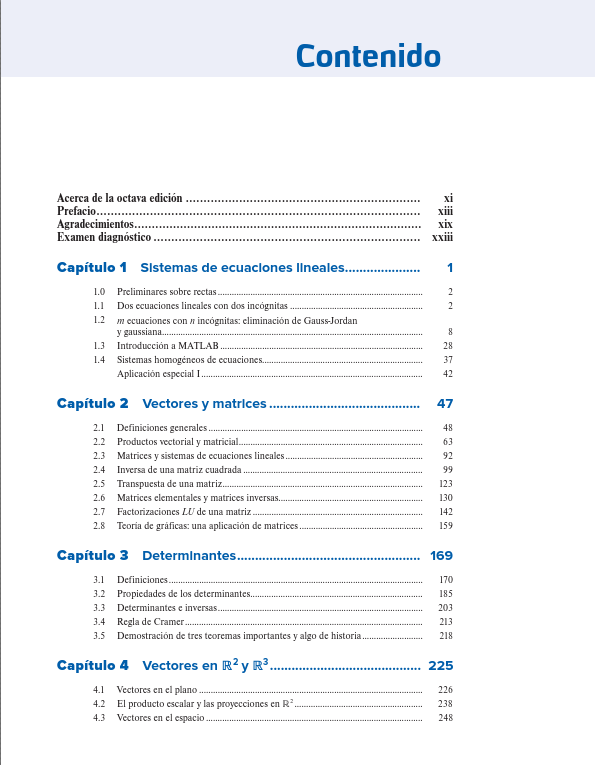 Contenido
Acerca de la octava edición ................................................................. xi
Prefacio......................................................................................... xiii
Agradecimientos............................................................................... xix
Examen diagnóstico .......................................................................... xxiii
Capítulo 1 Sistemas de ecuaciones lineales..................... 1
1.0 Preliminares sobre rectas ......................................................................... 2
1.1 Dos ecuaciones lineales con dos incógnitas ............................................... 2
1.2 m ecuaciones con n incógnitas: eliminación de Gauss-Jordan
y gaussiana............................................................................................. 8
1.3 Introducción a MATLAB ......................................................................... 28
1.4 Sistemas homogéneos de ecuaciones......................................................... 37
Aplicación especial I ............................................................................... 42
Capítulo 2 Vectores y matrices .......................................... 47
2.1 Definiciones generales ............................................................................ 48
2.2 Productos vectorial y matricial................................................................. 63
2.3 Matrices y sistemas de ecuaciones lineales ................................................ 92
2.4 Inversa de una matriz cuadrada ............................................................... 99
2.5 Transpuesta de una matriz....................................................................... 123
2.6 Matrices elementales y matrices inversas................................................... 130
2.7 Factorizaciones LU de una matriz ............................................................ 142
2.8 Teoría de gráficas: una aplicación de matrices ........................................... 159
Capítulo 3 Determinantes................................................... 169
3.1 Definiciones........................................................................................... 170
3.2 Propiedades de los determinantes............................................................. 185
3.3 Determinantes e inversas......................................................................... 203
3.4 Regla de Cramer..................................................................................... 213
3.5 Demostración de tres teoremas importantes y algo de historia ..................... 218
Capítulo 4 Vectores en ℝ² y ℝ³.......................................... 225
4.1 Vectores en el plano ............................................................................... 226
4.2 El producto escalar y las proyecciones en ℝ² ............................................. 238
4.3 Vectores en el espacio ............................................................................ 248